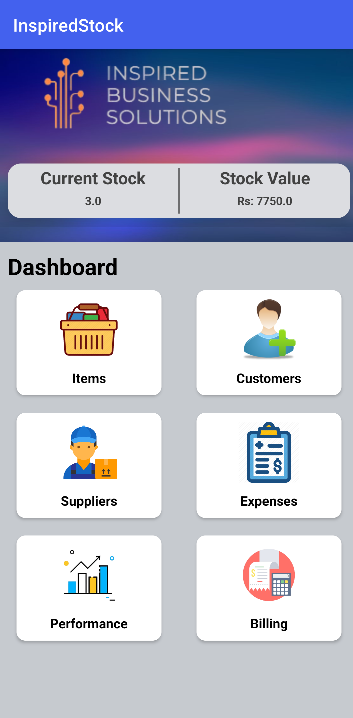 InspiredStock
INSPIRED
BUSINESS
SOLUTIONS
Current Stock
3.0
Stock Value
Rs: 7750.0
Dashboard
Items
Customers
Suppliers
Expenses
Performance
Billing